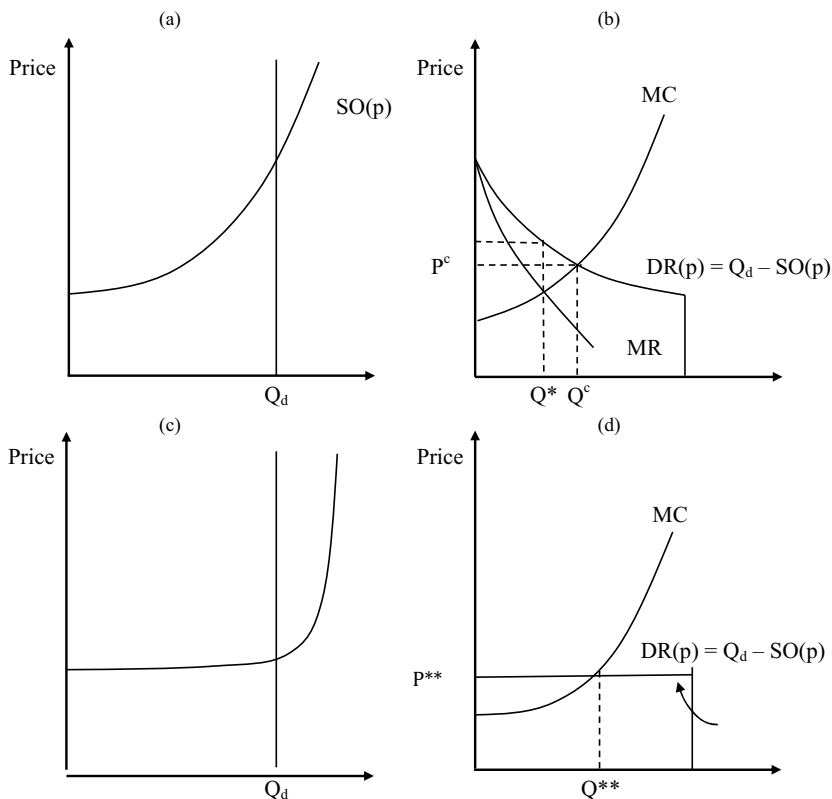 (a)
Price
SO(p)
Q_d
(b)
Price
MC
P^c
DR(p) = Q_d – SO(p)
MR
Q*
Q^c
(c)
Price
Q_d
(d)
Price
MC
DR(p) = Q_d – SO(p)
P**
Q**